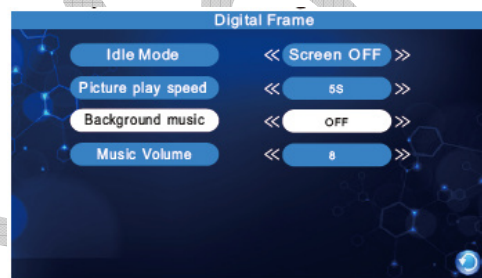 Digital Frame
Idle Mode « Screen OFF »
Picture play speed « 5S »
Background music « OFF »
Music Volume « 8 »